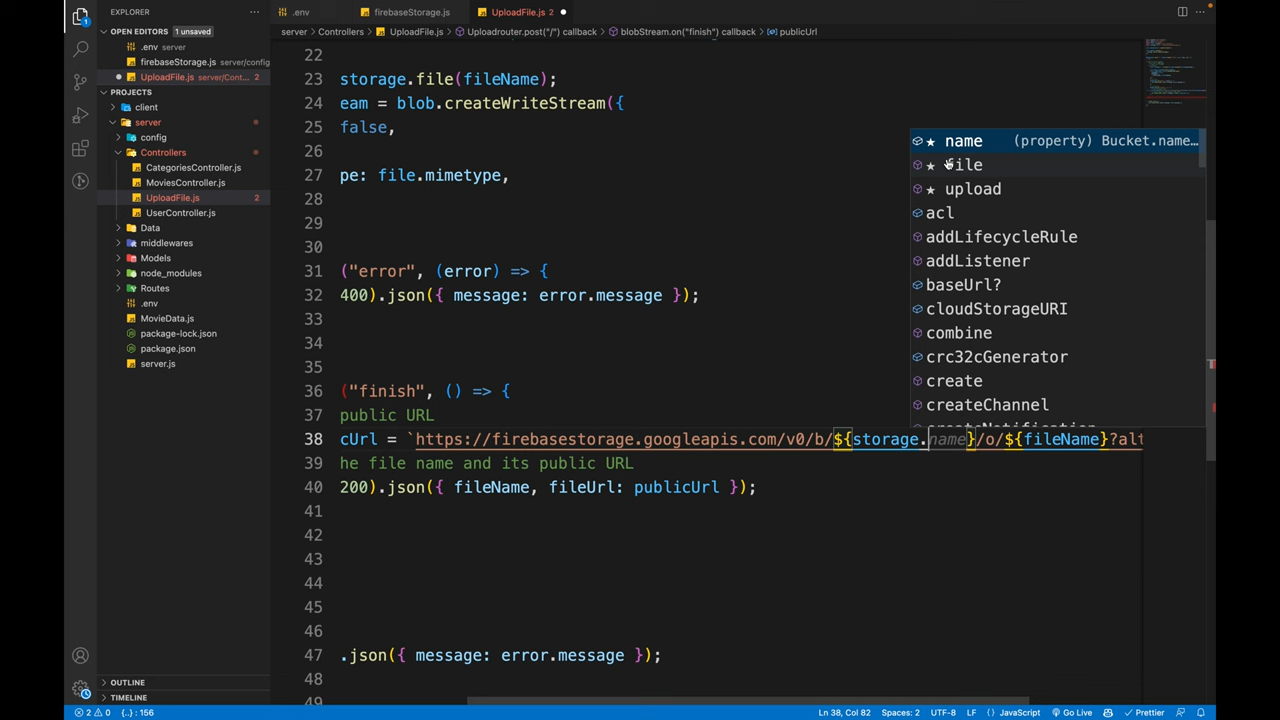 EXPLORER
OPEN EDITORS 1 unsaved
.env server
firebaseStorage.js server/config
UploadFile.js server/Cont... 2
PROJECTS
client
server
config
Controllers
CategoriesController.js
MoviesController.js
UploadFile.js 2
UserController.js
Data
middlewares
Models
node_modules
Routes
.env
MovieData.js
package-lock.json
package.json
server.js
OUTLINE
TIMELINE
.env
firebaseStorage.js
UploadFile.js 2
server > Controllers > UploadFile.js > Uploadrouter.post("/") callback > blobStream.on("finish") callback > publicUrl
22
23 storage.file(fileName);
24 eam = blob.createWriteStream({
25 false,
26
27 pe: file.mimetype,
28
29
30
31 ("error", (error) => {
32 400).json({ message: error.message });
33
34
35
36 ("finish", () => {
37 public URL
38 cUrl = `https://firebasestorage.googleapis.com/v0/b/${storage.name}/o/${fileName}?alt
39 he file name and its public URL
40 200).json({ fileName, fileUrl: publicUrl });
41
42
43
44
45
46
47 .json({ message: error.message });
48
49
name (property) Bucket.name...
file
upload
acl
addLifecycleRule
addListener
baseUrl?
cloudStorageURI
combine
crc32cGenerator
create
createChannel
createNotification
1
2 0 {..} : 156
Ln 38, Col 82
Spaces: 2
UTF-8
LF
{} JavaScript
Go Live
Prettier